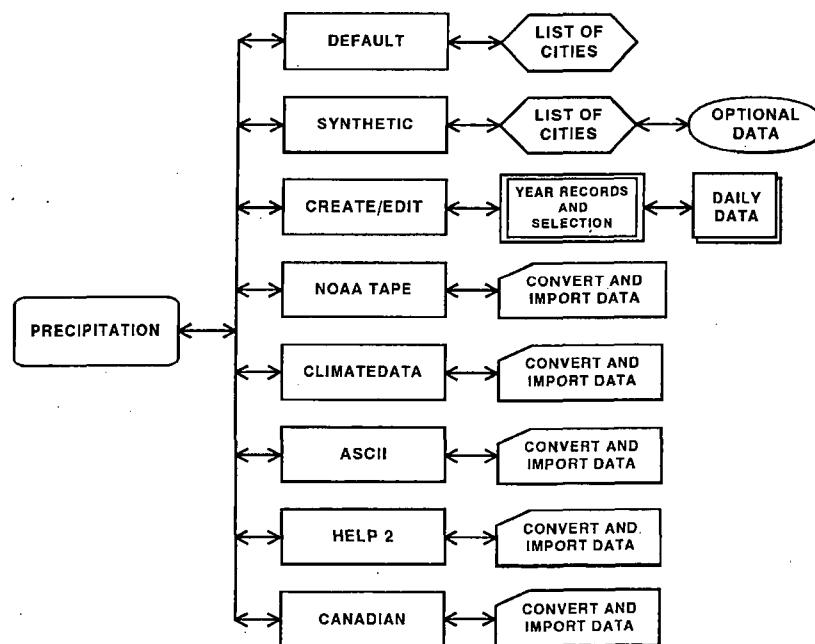 DEFAULT
LIST OF
CITIES
SYNTHETIC
LIST OF
CITIES
OPTIONAL
DATA
CREATE/EDIT
YEAR RECORDS
AND
SELECTION
DAILY
DATA
NOAA TAPE
CONVERT AND
IMPORT DATA
PRECIPITATION
CLIMATEDATA
CONVERT AND
IMPORT DATA
ASCII
CONVERT AND
IMPORT DATA
HELP 2
CONVERT AND
IMPORT DATA
CANADIAN
CONVERT AND
IMPORT DATA